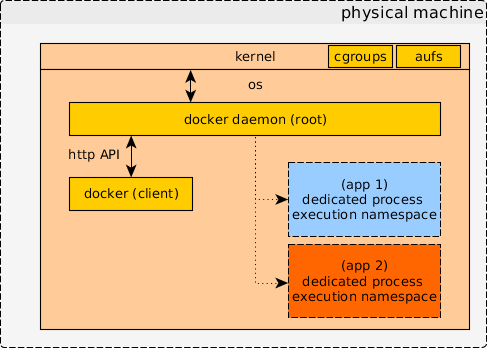 physical machine
kernel
cgroups
aufs
os
docker daemon (root)
http API
docker (client)
(app 1)
dedicated process
execution namespace
(app 2)
dedicated process
execution namespace